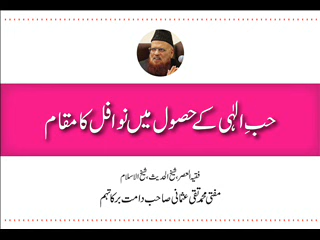 حبِ الٰہی کے حصول میں نوافل کا مقام
فقیہ العصر، شیخ الحدیث، شیخ الاسلام
مفتی محمد تقی عثمانی صاحب دامت برکاتہم